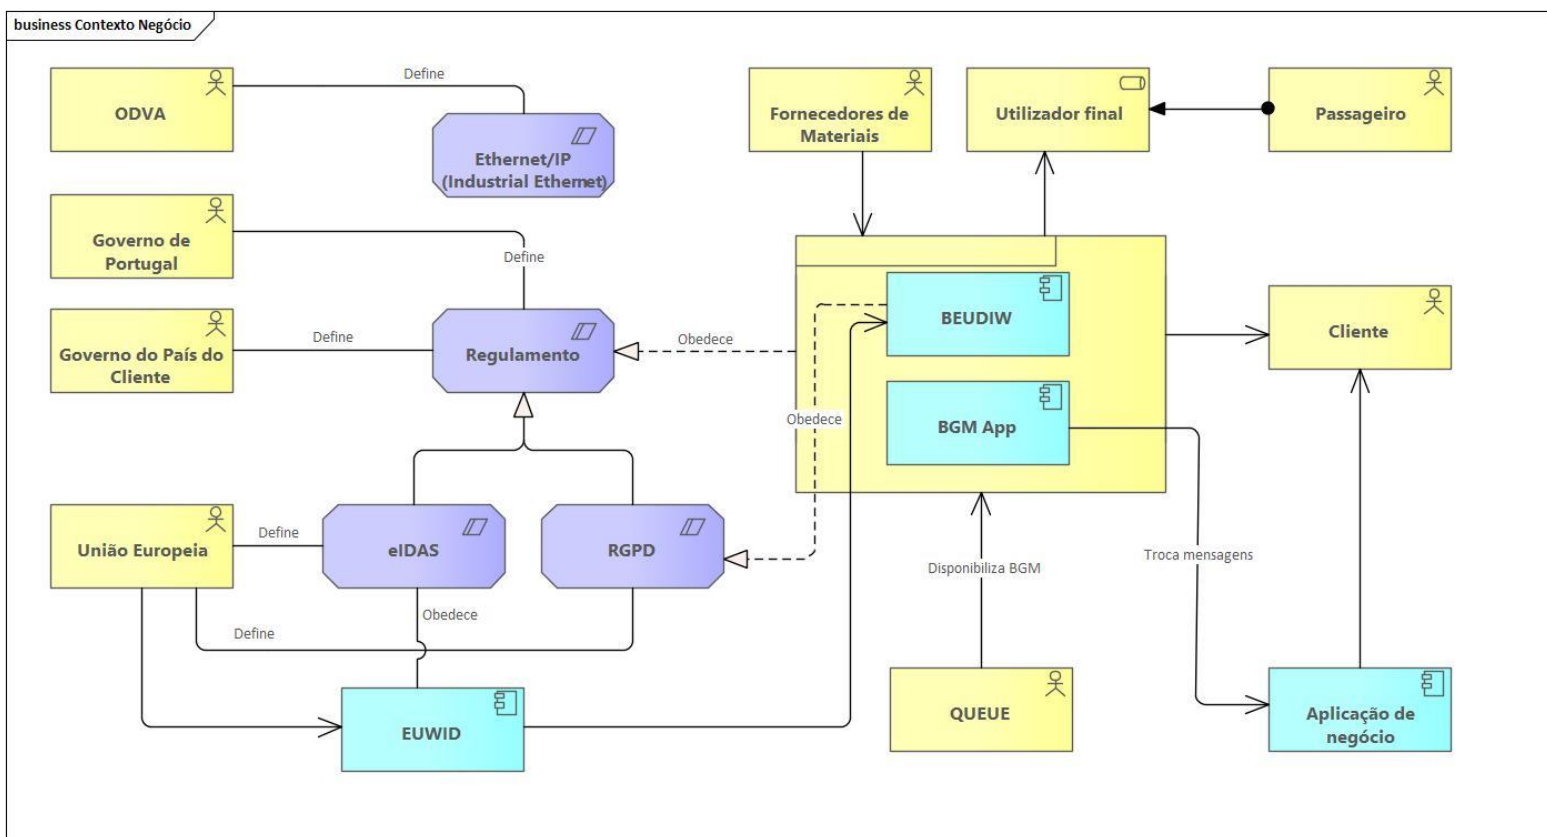 business Contexto Negócio
ODVA
Define
Ethernet/IP
(Industrial Ethernet)
Fornecedores de
Materiais
Utilizador final
Passageiro
Governo de
Portugal
Define
Governo do País do
Cliente
Define
Regulamento
Obedece
BEUDIW
Cliente
Obedece
BGM App
União Europeia
Define
eIDAS
RGPD
Disponibiliza BGM
Troca mensagens
Obedece
Define
EUWID
QUEUE
Aplicação de
negócio